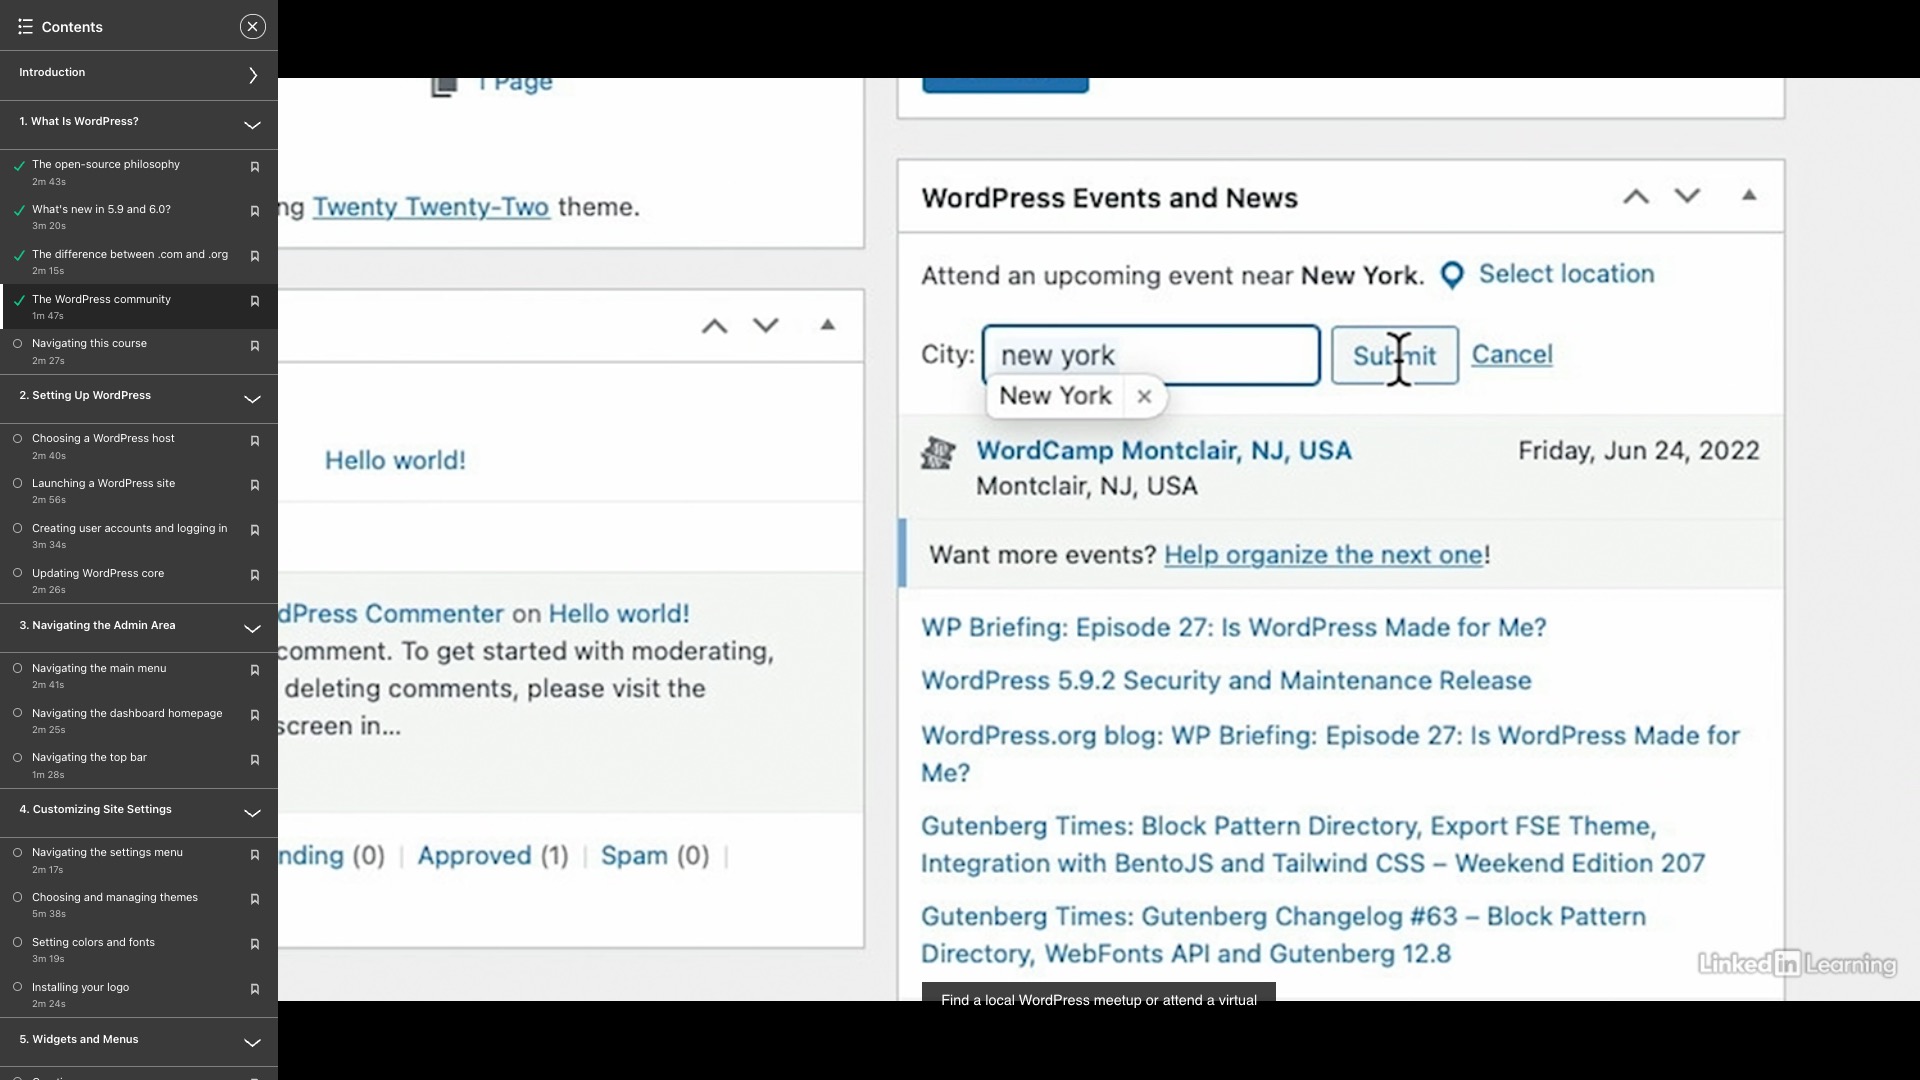 Contents
Introduction
1. What Is WordPress?
The open-source philosophy
2m 43s
What's new in 5.9 and 6.0?
3m 20s
The difference between .com and .org
2m 15s
The WordPress community
1m 47s
Navigating this course
2m 27s
2. Setting Up WordPress
Choosing a WordPress host
2m 40s
Launching a WordPress site
2m 56s
Creating user accounts and logging in
3m 34s
Updating WordPress core
2m 26s
3. Navigating the Admin Area
Navigating the main menu
2m 41s
Navigating the dashboard homepage
2m 25s
Navigating the top bar
1m 28s
4. Customizing Site Settings
Navigating the settings menu
2m 17s
Choosing and managing themes
5m 38s
Setting colors and fonts
3m 19s
Installing your logo
2m 24s
5. Widgets and Menus
1 Page
ng Twenty Twenty-Two theme.
Hello world!
dPress Commenter on Hello world!
comment. To get started with moderating,
deleting comments, please visit the
screen in...
nding (0) | Approved (1) | Spam (0) |
WordPress Events and News
Attend an upcoming event near New York. Select location
City: new york Submit Cancel
New York ×
WordCamp Montclair, NJ, USA Friday, Jun 24, 2022
Montclair, NJ, USA
Want more events? Help organize the next one!
WP Briefing: Episode 27: Is WordPress Made for Me?
WordPress 5.9.2 Security and Maintenance Release
WordPress.org blog: WP Briefing: Episode 27: Is WordPress Made for
Me?
Gutenberg Times: Block Pattern Directory, Export FSE Theme,
Integration with BentoJS and Tailwind CSS – Weekend Edition 207
Gutenberg Times: Gutenberg Changelog #63 – Block Pattern
Directory, WebFonts API and Gutenberg 12.8
LinkedIn Learning
Find a local WordPress meetup or attend a virtual